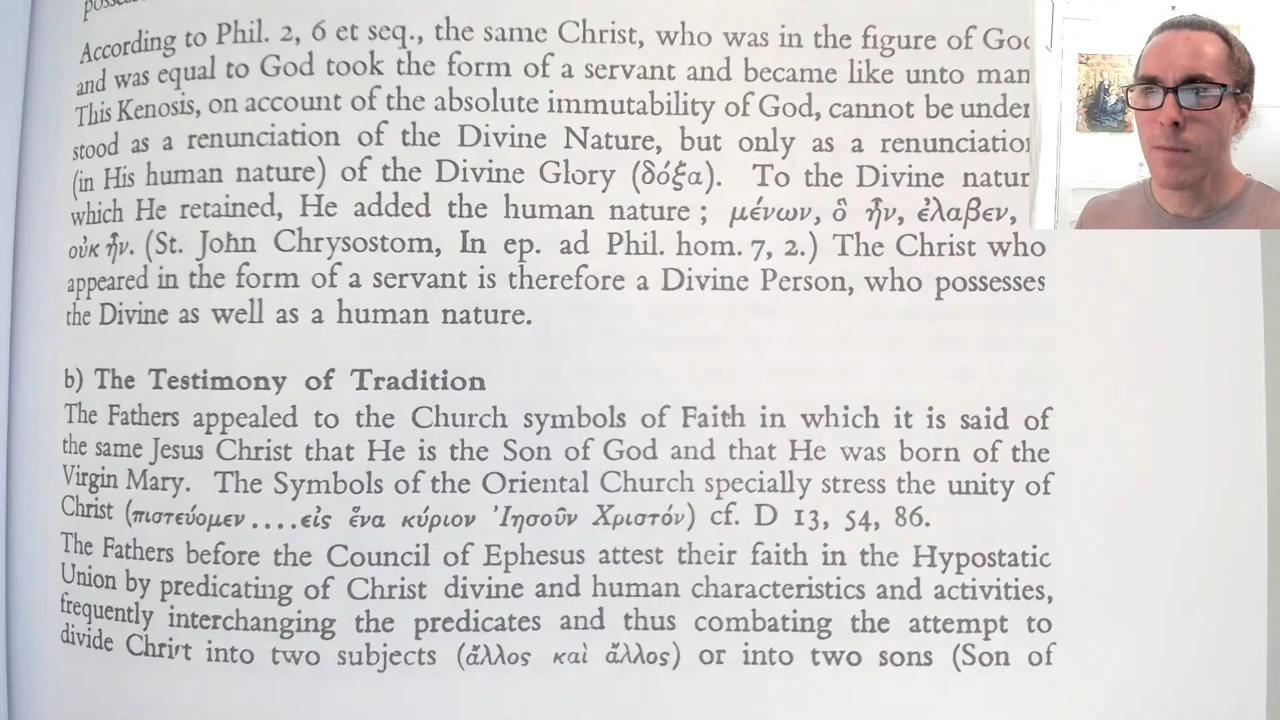 According to Phil. 2, 6 et seq., the same Christ, who was in the figure of
and was equal to God took the form of a servant and became like unto man
This Kenosis, on account of the absolute immutability of God, cannot be under
stood as a renunciation of the Divine Nature, but only as a
(in His human nature) of the Divine Glory (δόξα). To the Divine
which He retained, He added the human nature ; μένων, ὃ ἦν, ἐλαβεν,
οὐκ ἦν. (St. John Chrysostom, In ep. ad Phil. hom. 7, 2.) The Christ who
appeared in the form of a servant is therefore a Divine Person, who possesses
the Divine as well as a human nature.
b) The Testimony of Tradition
The Fathers appealed to the Church symbols of Faith in which it is said of
the same Jesus Christ that He is the Son of God and that He was born of the
Virgin Mary. The Symbols of the Oriental Church specially stress the unity of
Christ (πιστεύομεν ....εἰς ἕνα κύριον Ἰησοῦν Χριστόν) cf. D 13, 54, 86.
The Fathers before the Council of Ephesus attest their faith in the Hypostatic
Union by predicating of Christ divine and human characteristics and activities,
frequently interchanging the predicates and thus combating the attempt to
divide Christ into two subjects (ἄλλος καὶ ἄλλος) or into two sons (Son of